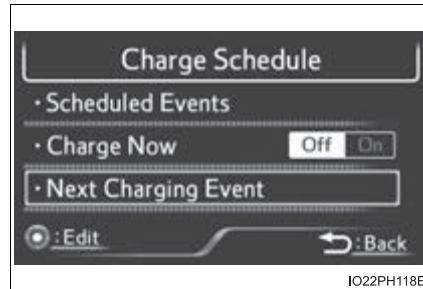 Charge Schedule
· Scheduled Events
· Charge Now Off On
· Next Charging Event
:Edit :Back
IO22PH118E